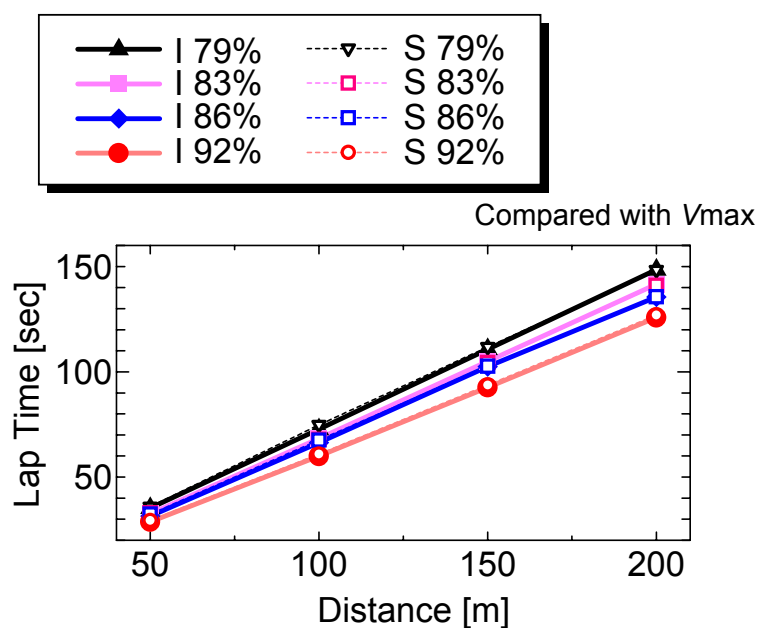 I 79% S 79%
I 83% S 83%
I 86% S 86%
I 92% S 92%
Compared with Vmax
150
100
50
Lap Time [sec]
50 100 150 200
Distance [m]